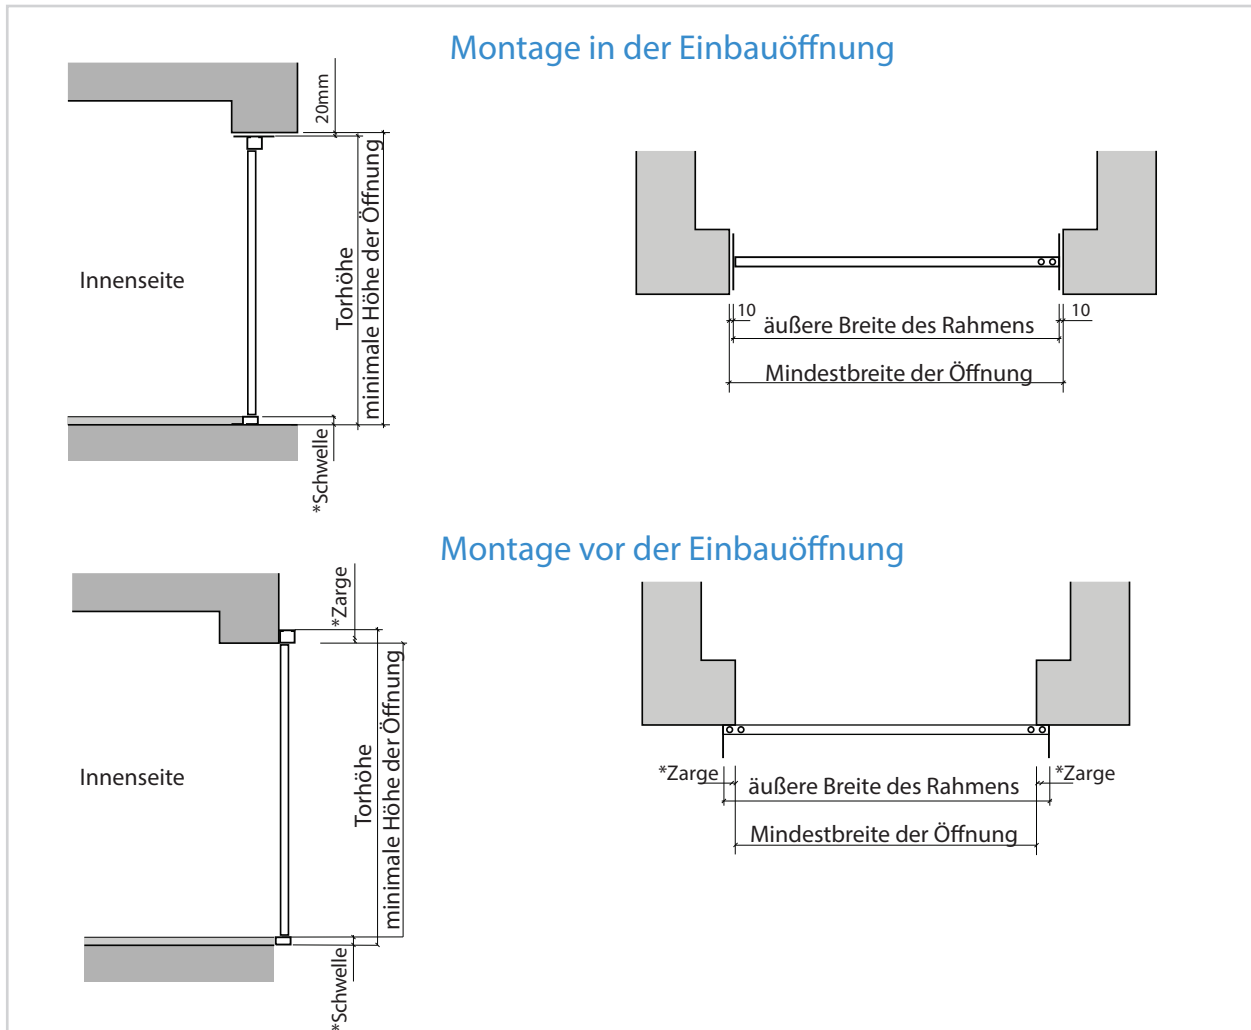 Montage in der Einbauöffnung
20mm
Innenseite
Torhöhe
minimale Höhe der Öffnung
*Schwelle
10
äußere Breite des Rahmens
10
Mindestbreite der Öffnung
Montage vor der Einbauöffnung
*Zarge
Innenseite
Torhöhe
minimale Höhe der Öffnung
*Schwelle
*Zarge
äußere Breite des Rahmens
*Zarge
Mindestbreite der Öffnung